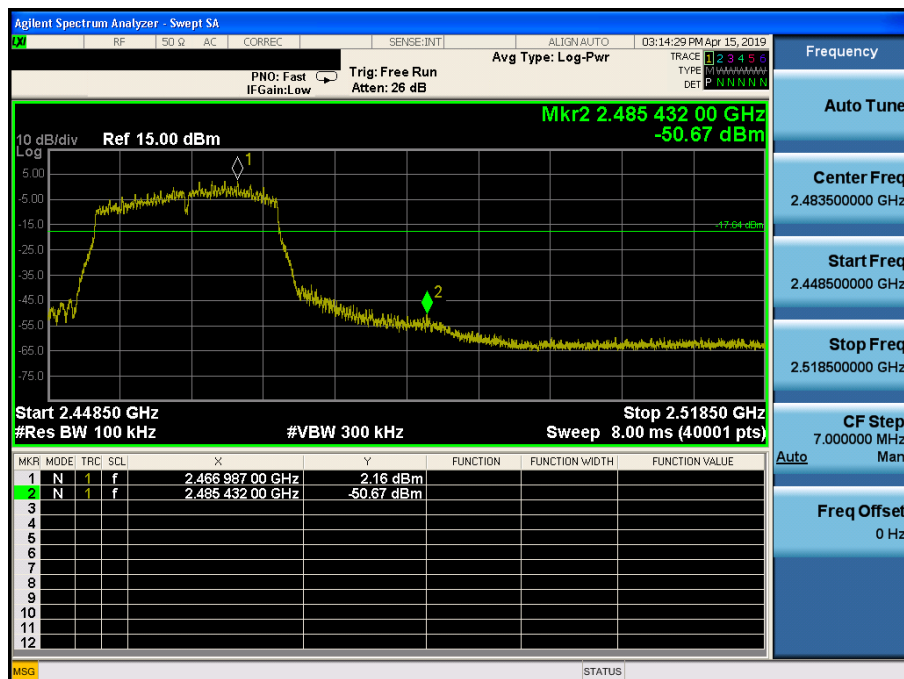 Agilent Spectrum Analyzer - Swept SA
LXI RF 50 Ω AC CORREC SENSE:INT ALIGN AUTO 03:14:29 PM Apr 15, 2019
Frequency
Avg Type: Log-Pwr
TRACE 1 2 3 4 5 6
TYPE M
DET P N N N N N
PNO: Fast
IFGain:Low
Trig: Free Run
Atten: 26 dB
Auto Tune
Mkr2 2.485 432 00 GHz
-50.67 dBm
10 dB/div Ref 15.00 dBm
Log
1
5.00
-5.00
-15.0
-17.64 dBm
-25.0
-35.0
-45.0
2
-55.0
-65.0
-75.0
Center Freq
2.483500000 GHz
Start Freq
2.448500000 GHz
Stop Freq
2.518500000 GHz
Start 2.44850 GHz Stop 2.51850 GHz
#Res BW 100 kHz #VBW 300 kHz Sweep 8.00 ms (40001 pts)
CF Step
7.000000 MHz
Auto Man
Freq Offset
0 Hz
MKR MODE TRC SCL X Y FUNCTION FUNCTION WIDTH FUNCTION VALUE
1 N 1 f 2.466 987 00 GHz 2.16 dBm
2 N 1 f 2.485 432 00 GHz -50.67 dBm
3
4
5
6
7
8
9
10
11
12
MSG STATUS